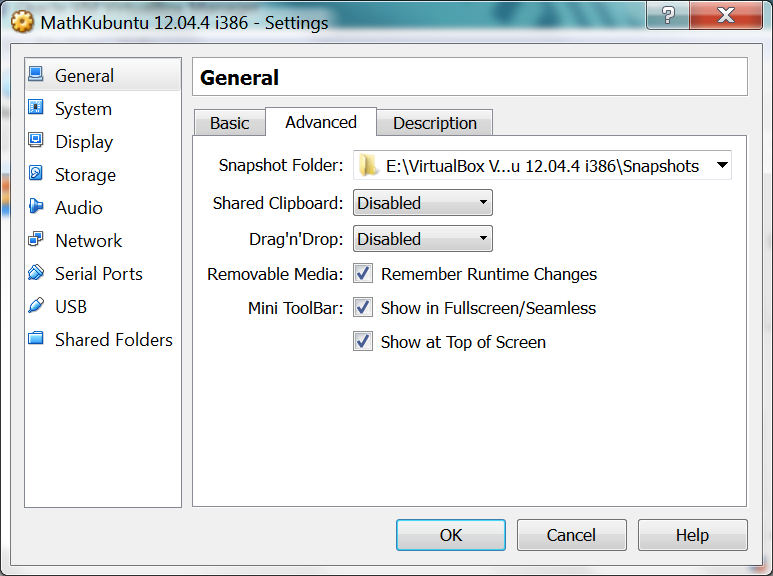 MathKubuntu 12.04.4 i386 - Settings
General
System
Display
Storage
Audio
Network
Serial Ports
USB
Shared Folders
General
Basic Advanced Description
Snapshot Folder: E:\VirtualBox V...u 12.04.4 i386\Snapshots
Shared Clipboard: Disabled
Drag'n'Drop: Disabled
Removable Media: Remember Runtime Changes
Mini ToolBar: Show in Fullscreen/Seamless
Show at Top of Screen
OK Cancel Help